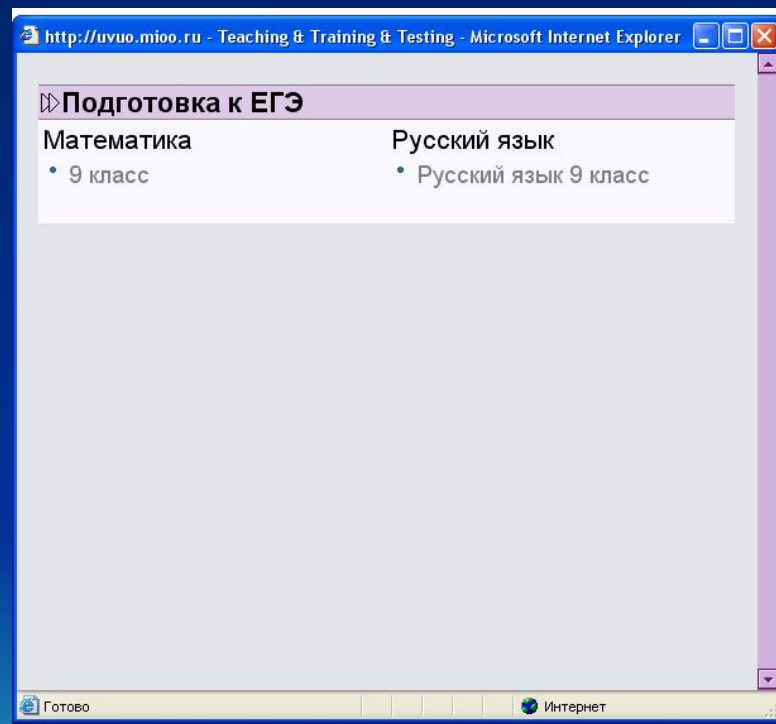 http://uvuo.mioo.ru - Teaching & Training & Testing - Microsoft Internet Explorer
Подготовка к ЕГЭ
Математика
Русский язык
9 класс
Русский язык 9 класс
Готово
Интернет